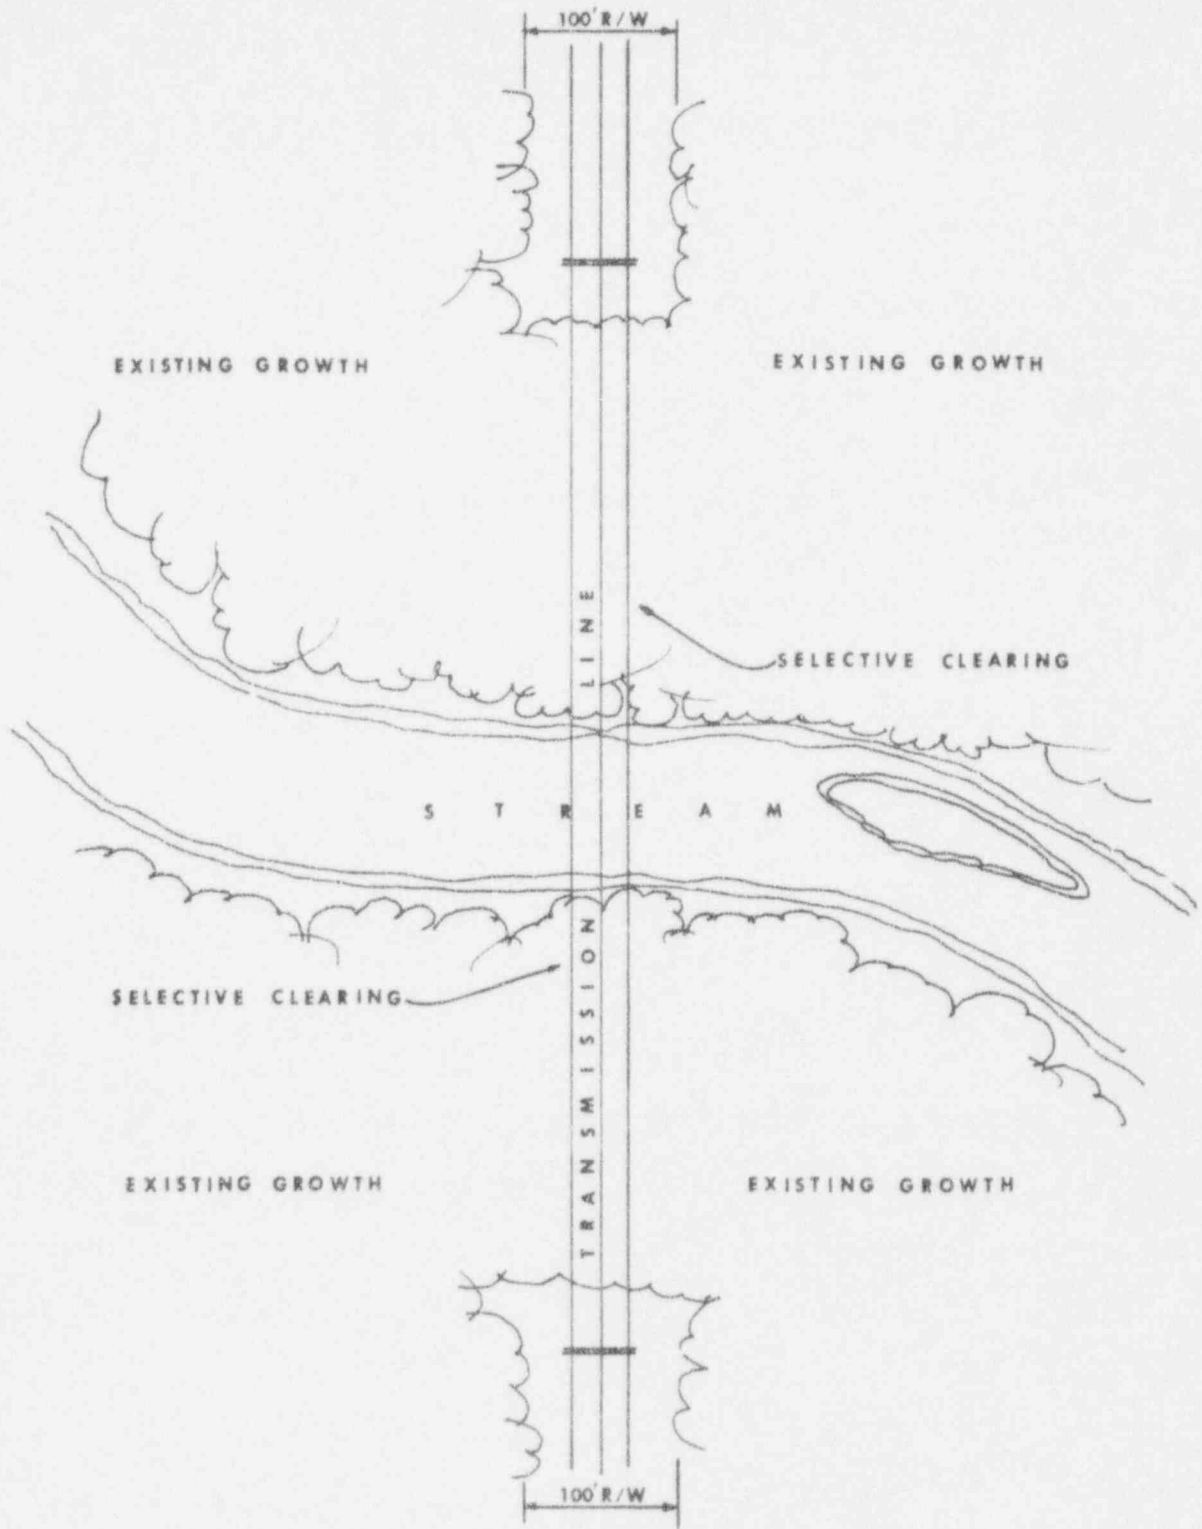 100' R/W
EXISTING GROWTH
EXISTING GROWTH
SELECTIVE CLEARING
STREAM
SELECTIVE CLEARING
TRANSMISSION LINE
EXISTING GROWTH
EXISTING GROWTH
100' R/W